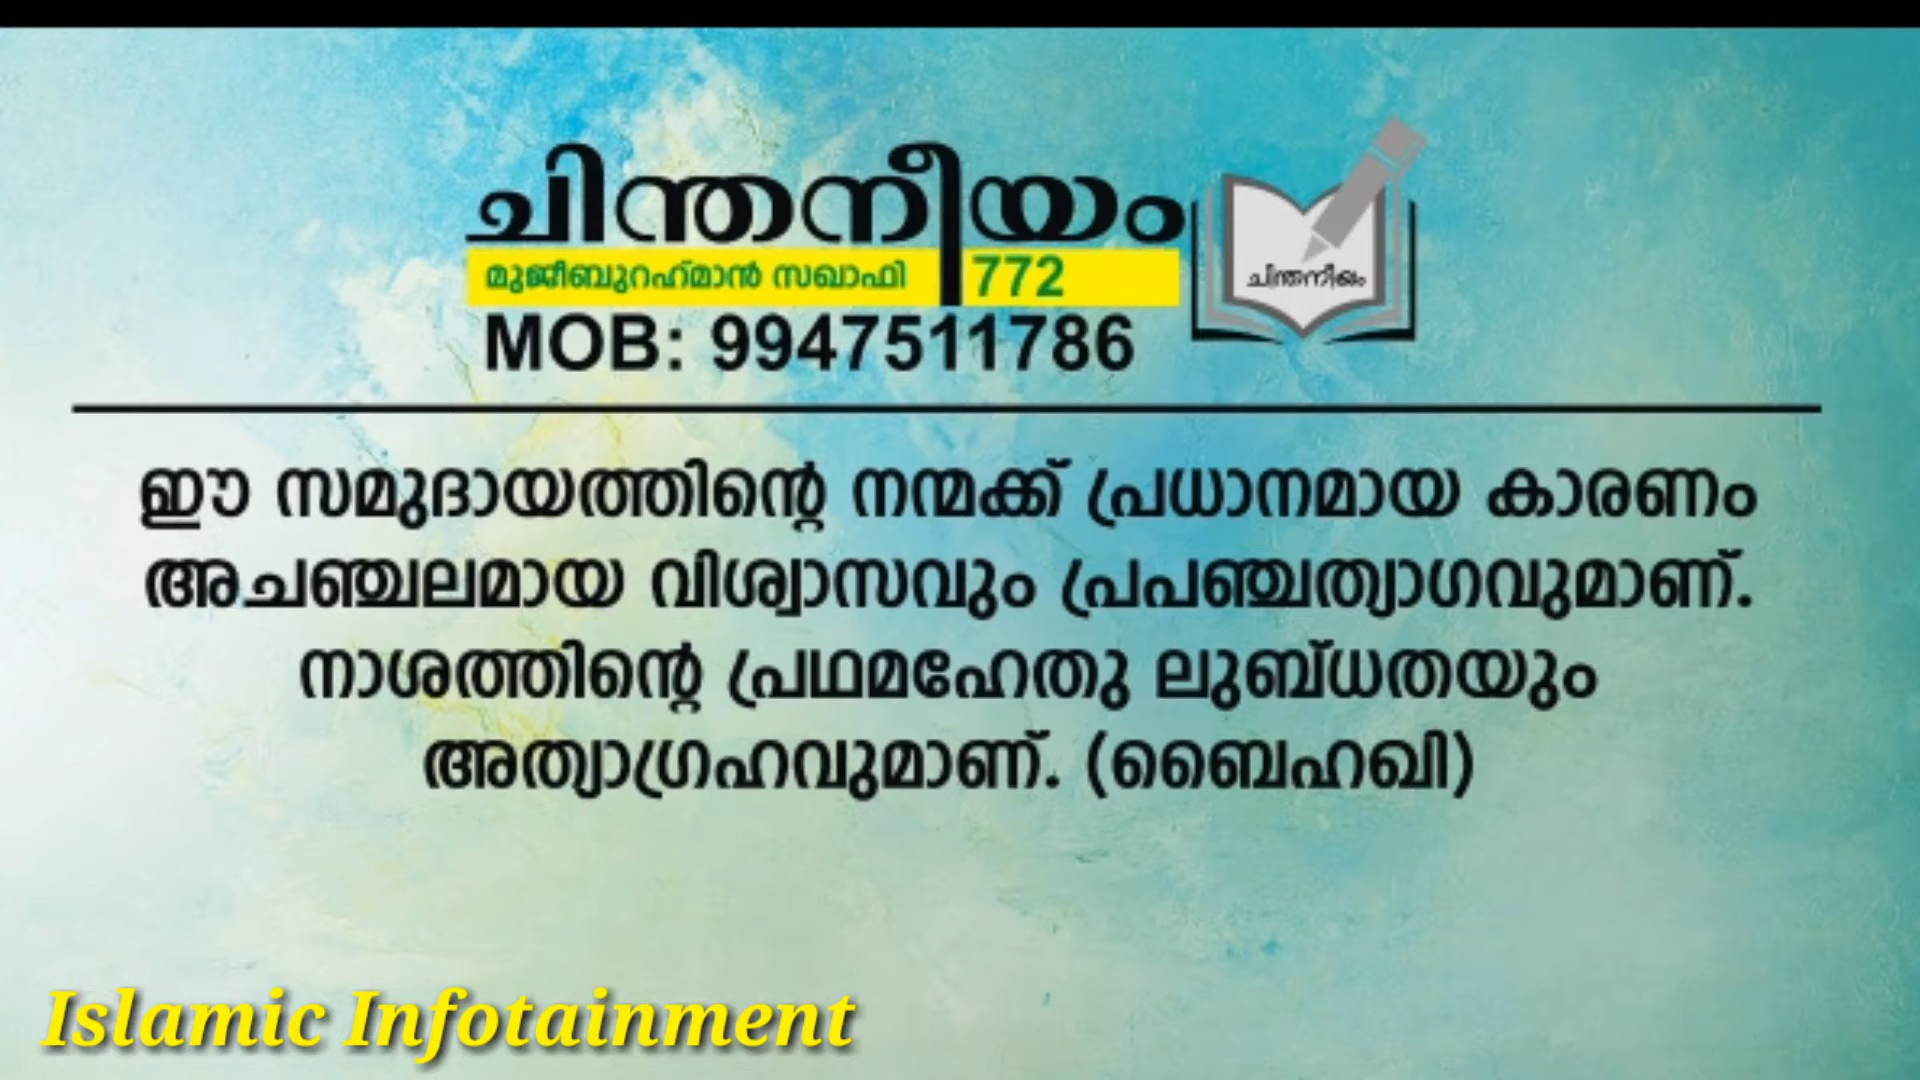 ചിന്തനീയം
മുജീബുറഹ്മാൻ സഖാഫി 772
ചിന്തനീയം
MOB: 9947511786
ഈ സമുദായത്തിന്റെ നന്മക്ക് പ്രധാനമായ കാരണം
അചഞ്ചലമായ വിശ്വാസവും പ്രപഞ്ചത്യാഗവുമാണ്.
നാശത്തിന്റെ പ്രഥമഹേതു ലുബ്ധതയും
അത്യാഗ്രഹവുമാണ്. (ബൈഹഖി)
Islamic Infotainment